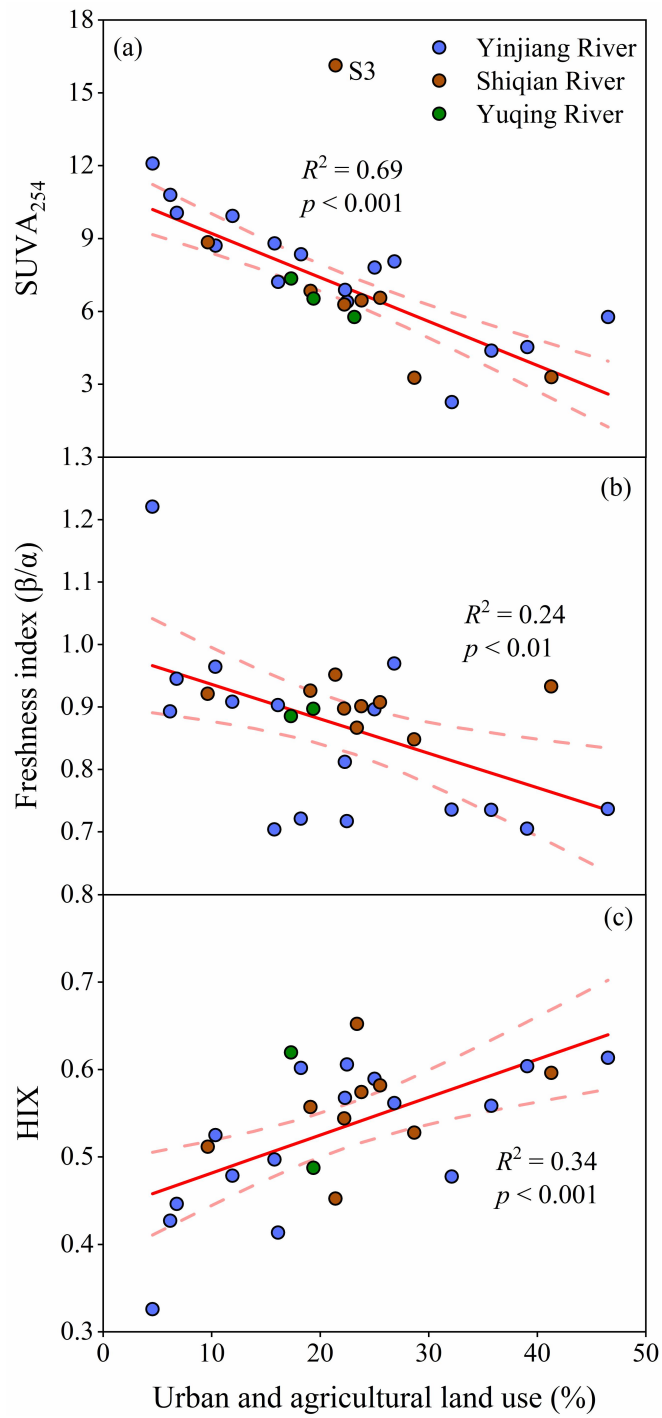 (a)
S3
Yinjiang River
Shiqian River
Yuqing River
R² = 0.69
p < 0.001
SUVA₂₅₄
18
15
12
9
6
3
(b)
R² = 0.24
p < 0.01
Freshness index (β/α)
1.3
1.2
1.1
1.0
0.9
0.8
0.7
(c)
R² = 0.34
p < 0.001
HIX
0.8
0.7
0.6
0.5
0.4
0.3
0
10
20
30
40
50
Urban and agricultural land use (%)